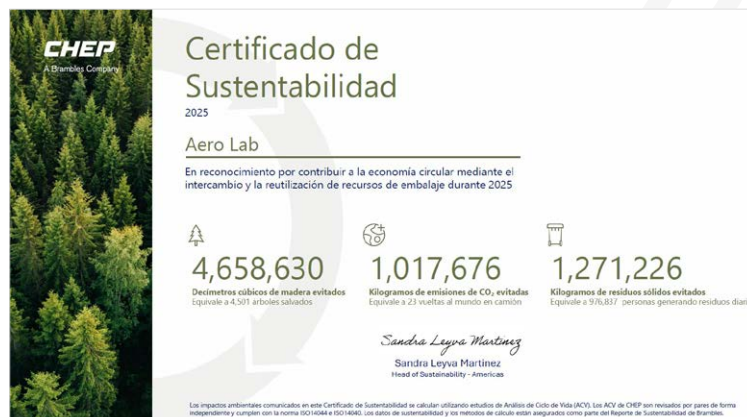 CHEP
A Brambles Company
Certificado de
Sustentabilidad
2025
Aero Lab
En reconocimiento por contribuir a la economía circular mediante el
intercambio y la reutilización de recursos de embalaje durante 2025
4,658,630
Decímetros cúbicos de madera evitados
Equivale a 4,501 árboles salvados
1,017,676
Kilogramos de emisiones de CO₂ evitadas
Equivale a 23 vueltas al mundo en camión
1,271,226
Kilogramos de residuos sólidos evitados
Equivale a 976,837 personas generando residuos diari
Sandra Leyva Martinez
Sandra Leyva Martinez
Head of Sustainability - Americas
Los impactos ambientales comunicados en este Certificado de Sustentabilidad se calculan utilizando estudios de Análisis de Ciclo de Vida (ACV). Los ACV de CHEP son revisados por pares de forma
independiente y cumplen con la norma ISO14044 e ISO14040. Los datos de sustentabilidad y los métodos de cálculo están asegurados como parte del Reporte de Sustentabilidad de Brambles.